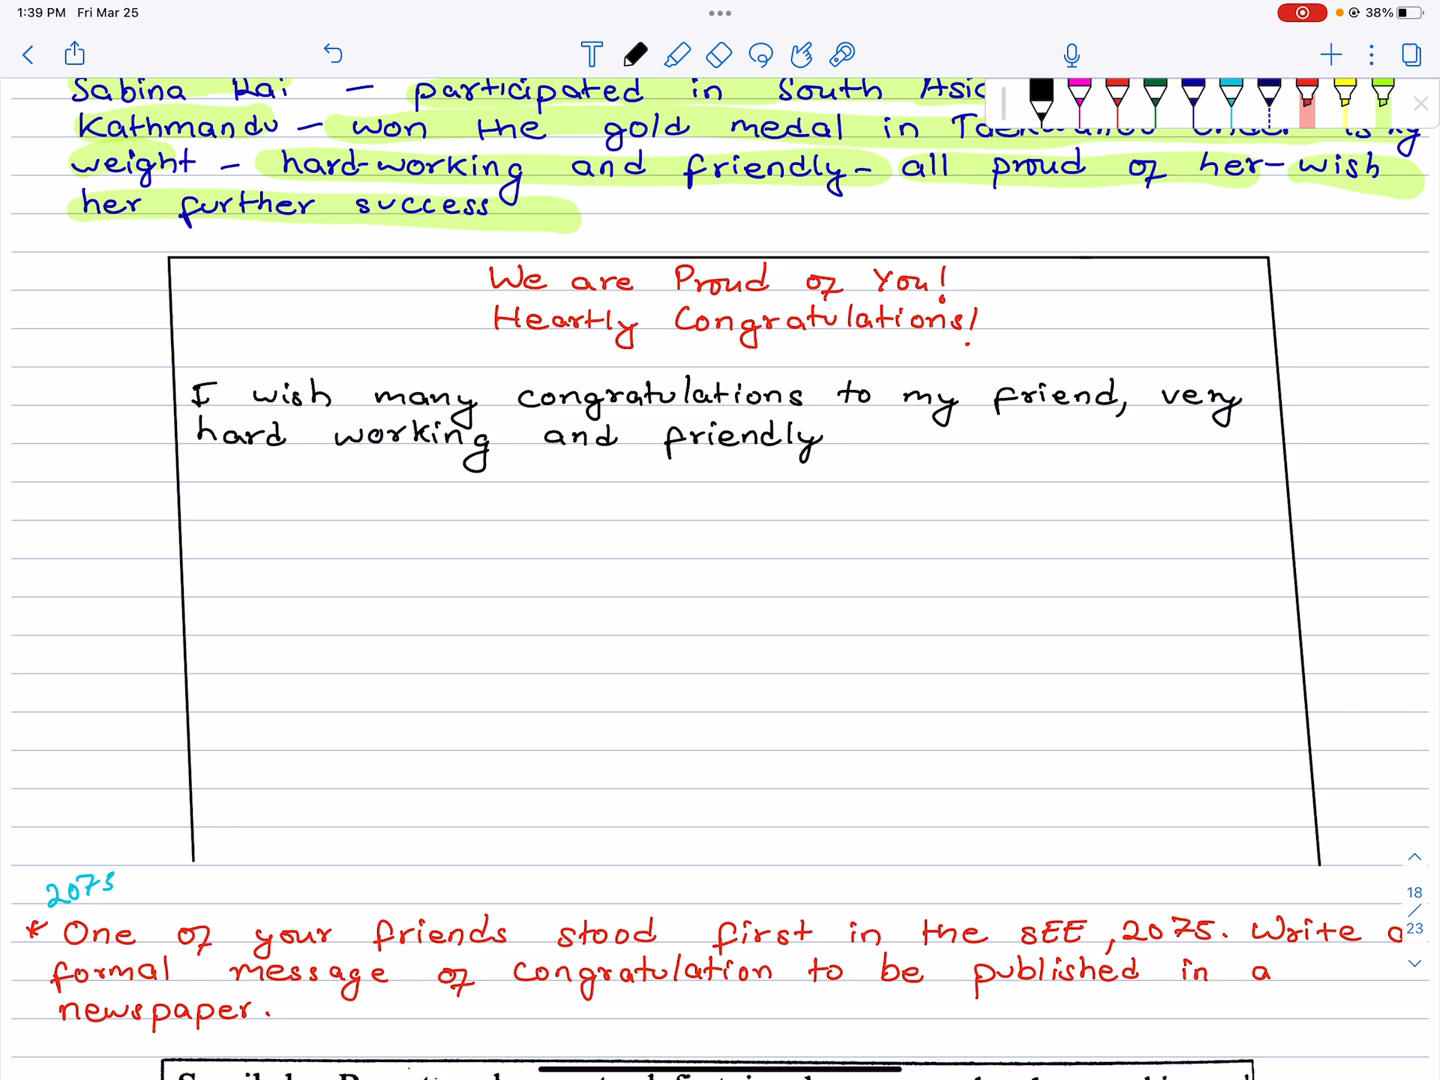 1:39 PM Fri Mar 25
38%
Sabina Rai - participated in South Asia
Kathmandu - won the gold medal in Taekwando under kg
weight - hard-working and friendly - all proud of her - wish
her further success
We are Proud of You!
Heartly Congratulations!
I wish many congratulations to my friend, very
hard working and friendly
18
23
2075
* One of your friends stood first in the SEE, 2075. Write a
formal message of congratulation to be published in a
newspaper.